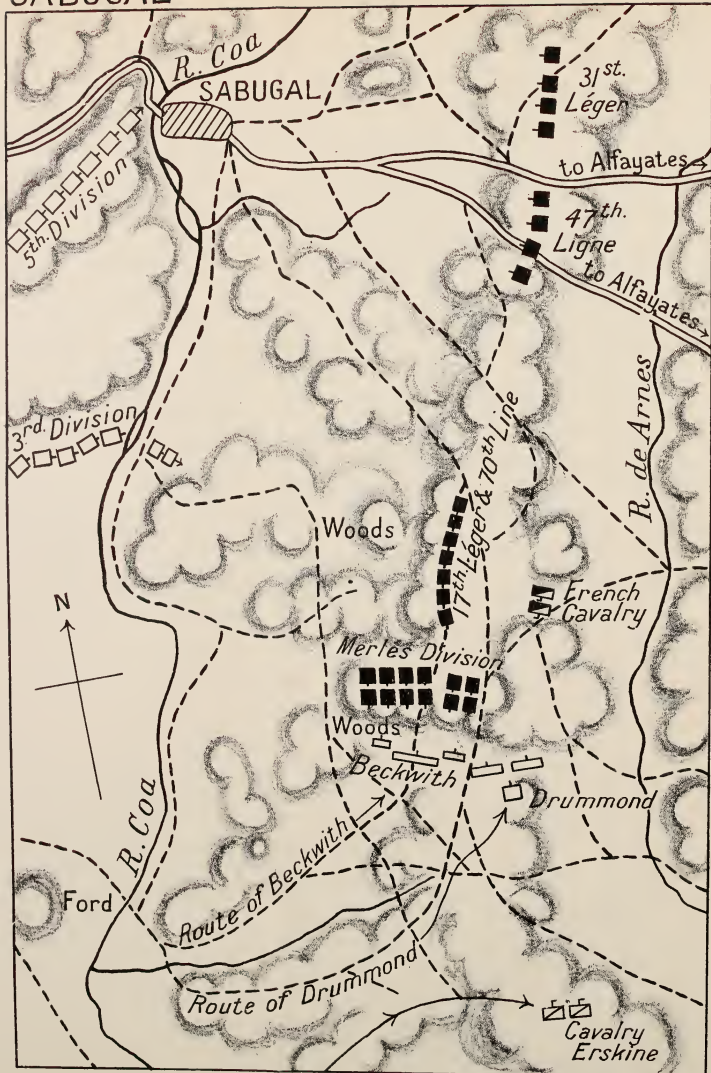 SABUGAL
R. Coa
SABUGAL
31st.
Léger
to Alfayates
5th. Division
47th.
Ligne
to Alfayates
3rd. Division
R. de Arnes
17th Léger & 70th Line
Woods
French
Cavalry
N
Merles Division
Woods
Beckwith
Drummond
R. Coa
Route of Beckwith
Ford
Route of Drummond
Cavalry
Erskine